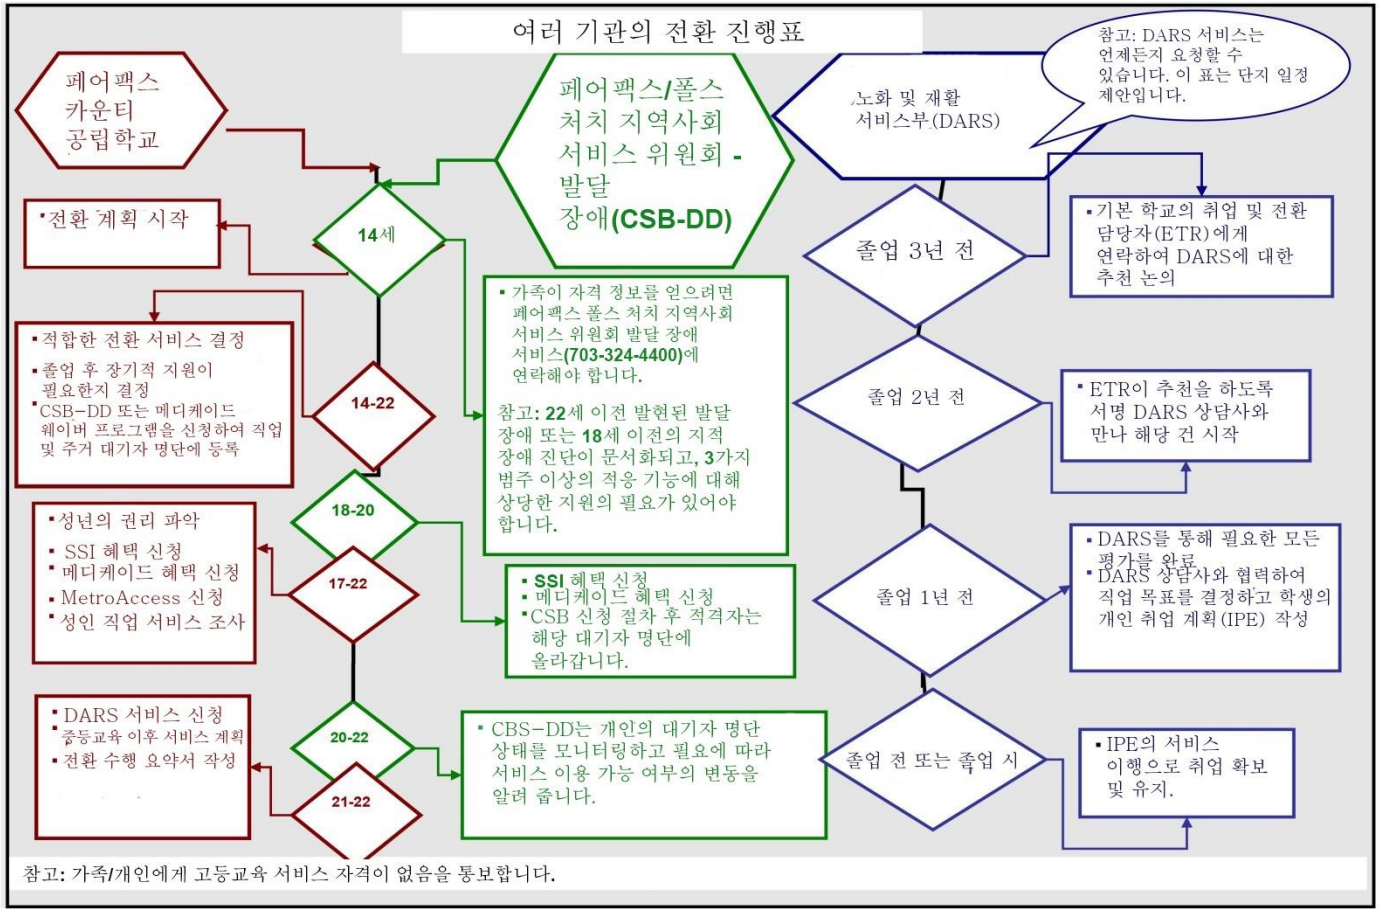 여러 기관의 전환 진행표
참고: DARS 서비스는
언제든지 요청할 수
있습니다. 이 표는 단지 일정
제안입니다.
페어팩스
카운티
공립학교
페어팩스/폴스
처치 지역사회
서비스 위원회 -
발달
장애(CSB-DD)
노화 및 재활
서비스부(DARS)
▪전환 계획 시작
14세
▪ 가족이 자격 정보를 얻으려면
페어팩스 폴스 처치 지역사회
서비스 위원회 발달 장애
서비스(703-324-4400)에
연락해야 합니다.
참고: 22세 이전 발현된 발달
장애 또는 18세 이전의 지적
장애 진단이 문서화되고, 3가지
범주 이상의 적응 기능에 대해
상당한 지원의 필요가 있어야
합니다.
▪적합한 전환 서비스 결정
▪졸업 후 장기적 지원이
필요한지 결정
▪CSB-DD 또는 메디케이드
웨이버 프로그램을 신청하여 직업
및 주거 대기자 명단에 등록
14-22
18-20
▪ SSI 혜택 신청
▪ 메디케이드 혜택 신청
▪CSB 신청 절차 후 적격자는
해당 대기자 명단에
올라갑니다.
▪성년의 권리 파악
▪ SSI 혜택 신청
▪메디케이드 혜택 신청
▪MetroAccess 신청
▪성인 직업 서비스 조사
17-22
20-22
▪ CBS-DD는 개인의 대기자 명단
상태를 모니터링하고 필요에 따라
서비스 이용 가능 여부의 변동을
알려 줍니다.
▪ DARS 서비스 신청
▪중등교육 이후 서비스 계획
▪전환 수행 요약서 작성
21-22
졸업 3년 전
▪기본 학교의 취업 및 전환
담당자(ETR)에게
연락하여 DARS에 대한
추천 논의
졸업 2년 전
▪ ETR이 추천을 하도록
서명 DARS 상담사와
만나 해당 건 시작
졸업 1년 전
▪ DARS를 통해 필요한 모든
평가를 완료
▪DARS 상담사와 협력하여
직업 목표를 결정하고 학생의
개인 취업 계획(IPE) 작성
졸업 전 또는 졸업 시
▪ IPE의 서비스
이행으로 취업 확보
및 유지.
참고: 가족/개인에게 고등교육 서비스 자격이 없음을 통보합니다.